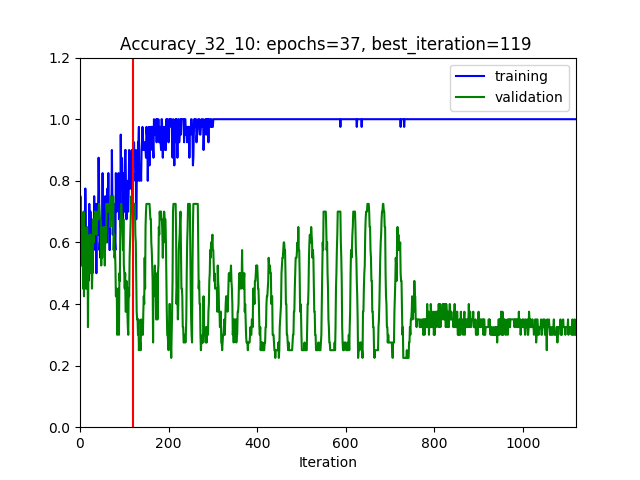 Accuracy_32_10: epochs=37, best_iteration=119
1.2
1.0
0.8
0.6
0.4
0.2
0.0
training
validation
0 200 400 600 800 1000
Iteration